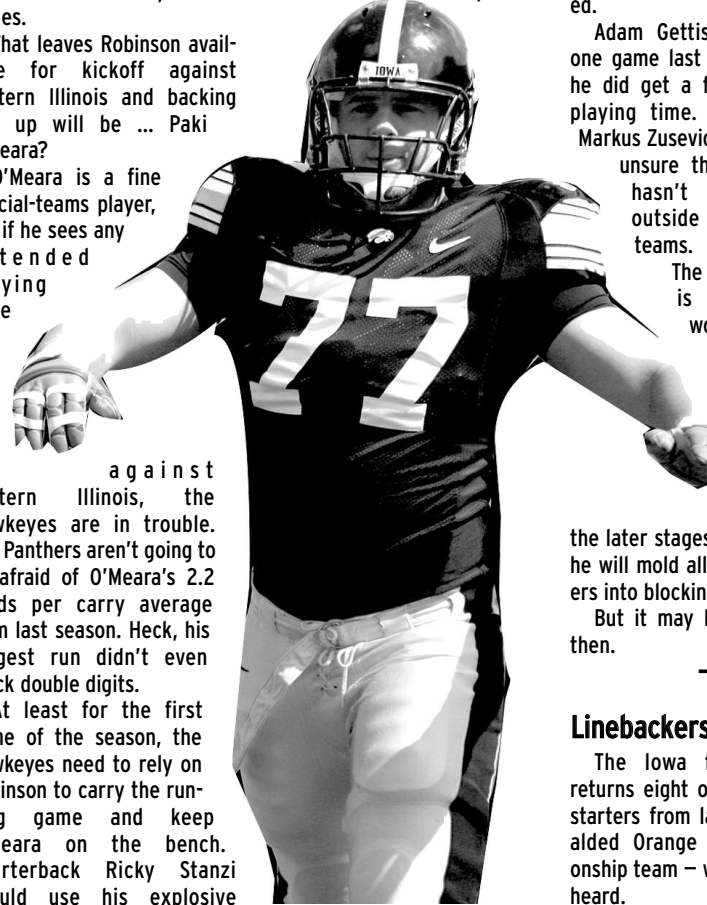 es.
hat leaves Robinson avail-
e for kickoff against
tern Illinois and backing
up will be ... Paki
eara?
O'Meara is a fine
cial-teams player,
if he sees any
tended
ying
e
against
tern Illinois, the
wkeyes are in trouble.
Panthers aren't going to
afraid of O'Meara's 2.2
ds per carry average
m last season. Heck, his
gest run didn't even
ck double digits.
At least for the first
me of the season, the
wkeyes need to rely on
binson to carry the run-
g game and keep
eara on the bench.
rterback Ricky Stanzi
uld use his explosive
IOWA
77
ed.
Adam Gettis
one game last
he did get a f
playing time.
Markus Zusevic
unsure th
hasn't
outside
teams.
The
is
wo
the later stages
he will mold all
ers into blockin
But it may b
then.
–
Linebackers
The Iowa f
returns eight o
starters from la
alded Orange
onship team – w
heard.